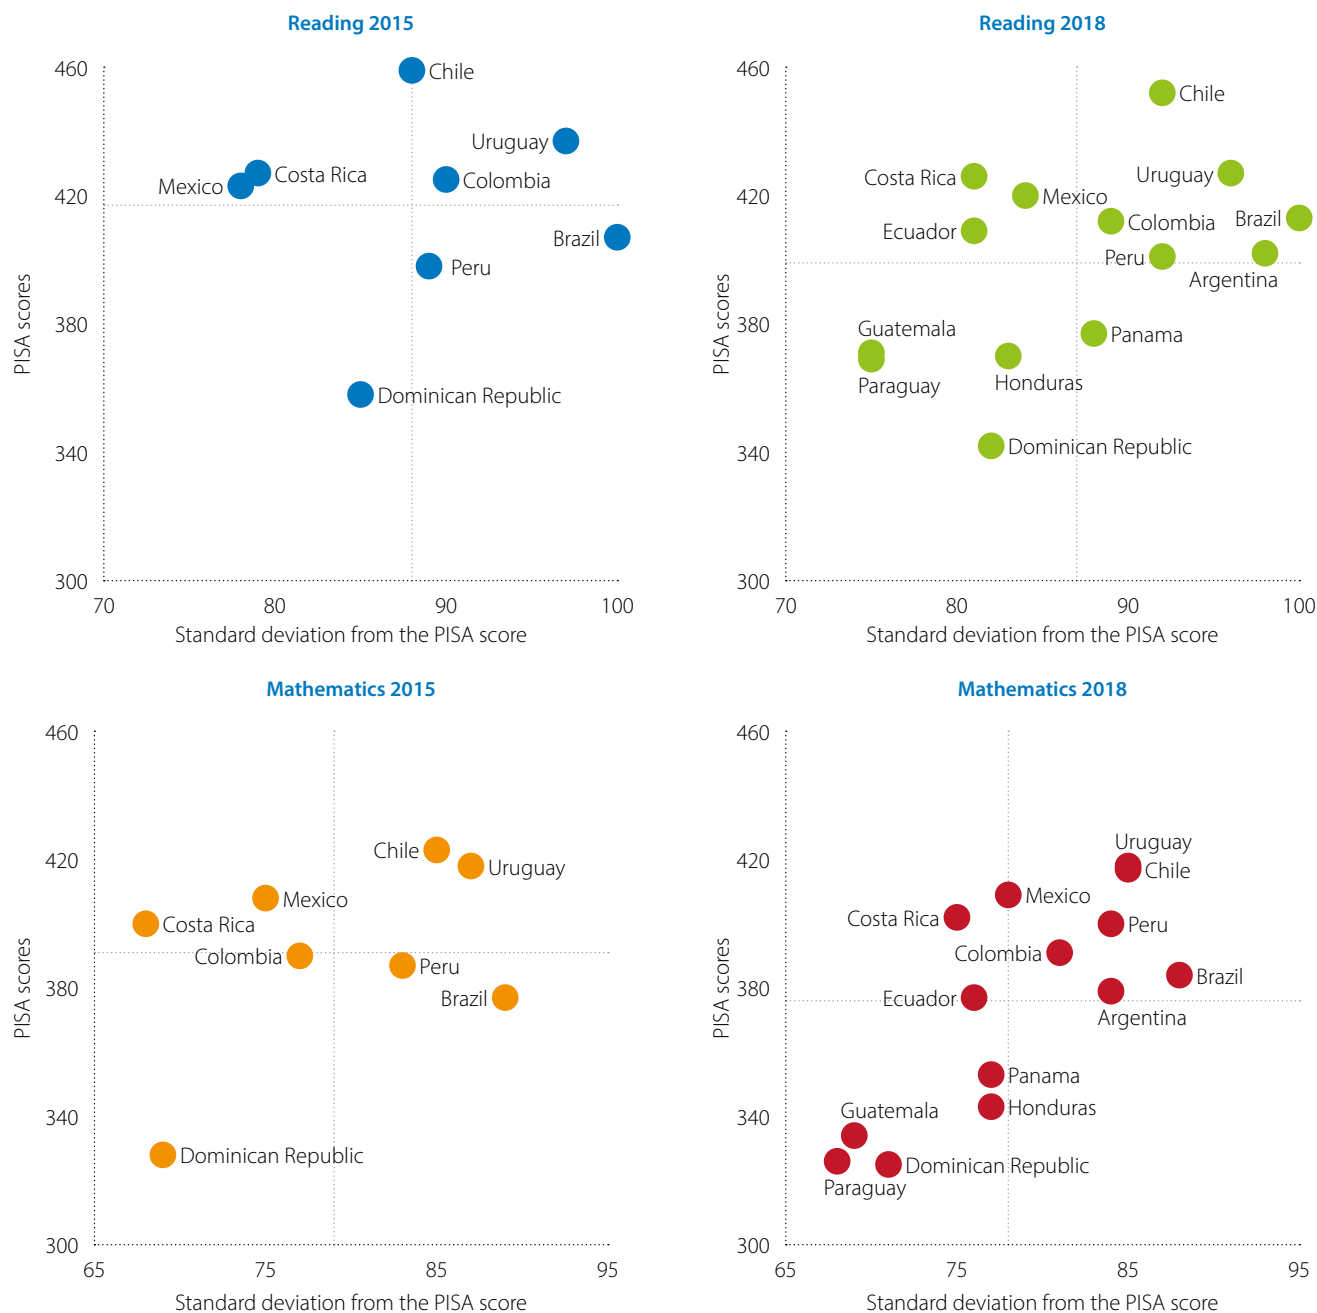 Reading 2015
460
420
380
340
300
PISA scores
Chile
Uruguay
Costa Rica
Mexico
Colombia
Brazil
Peru
Dominican Republic
70
80
90
100
Standard deviation from the PISA score
Reading 2018
460
420
380
340
300
PISA scores
Chile
Costa Rica
Uruguay
Mexico
Ecuador
Colombia
Brazil
Peru
Argentina
Guatemala
Panama
Paraguay
Honduras
Dominican Republic
70
80
90
100
Standard deviation from the PISA score
Mathematics 2015
460
420
380
340
300
PISA scores
Chile
Uruguay
Mexico
Costa Rica
Colombia
Peru
Brazil
Dominican Republic
65
75
85
95
Standard deviation from the PISA score
Mathematics 2018
460
420
380
340
300
PISA scores
Uruguay
Chile
Mexico
Costa Rica
Peru
Colombia
Brazil
Ecuador
Argentina
Panama
Honduras
Guatemala
Dominican Republic
Paraguay
65
75
85
95
Standard deviation from the PISA score